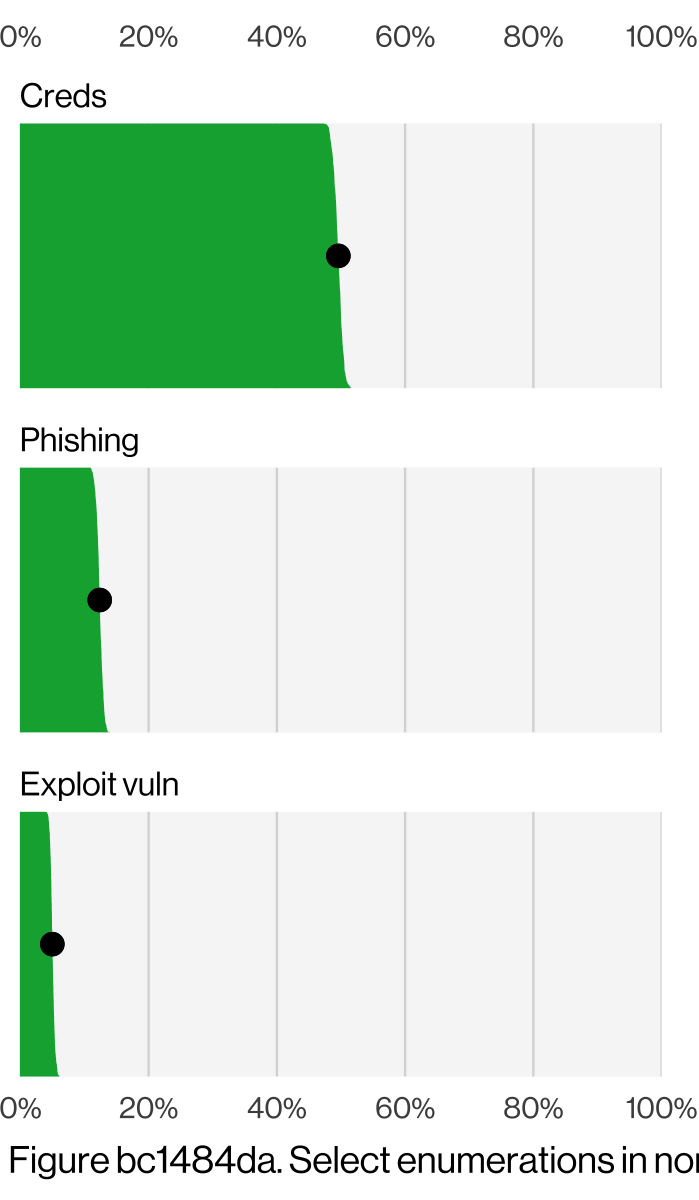 0% 20% 40% 60% 80% 100%
Creds
Phishing
Exploit vuln
0% 20% 40% 60% 80% 100%
Figure bc1484da. Select enumerations in